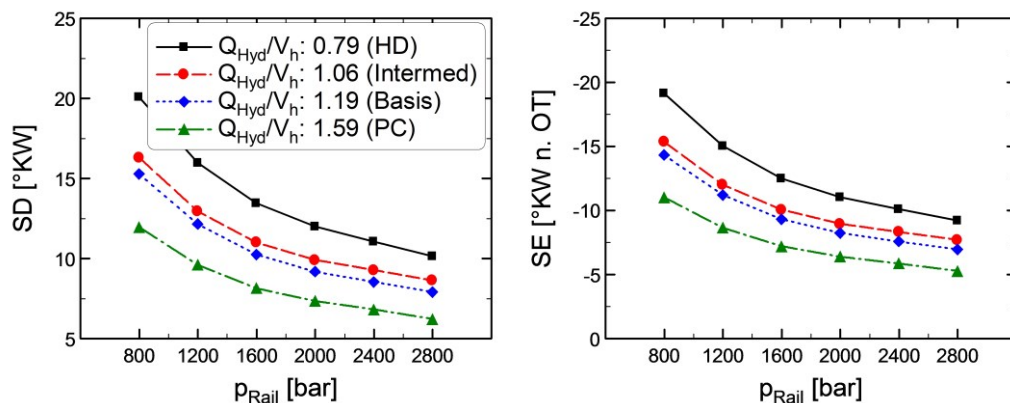 25
20
15
10
5
SD [°KW]
Q_Hyd/V_h: 0.79 (HD)
Q_Hyd/V_h: 1.06 (Intermed)
Q_Hyd/V_h: 1.19 (Basis)
Q_Hyd/V_h: 1.59 (PC)
800 1200 1600 2000 2400 2800
p_Rail [bar]
-25
-20
-15
-10
-5
0
SE [°KW n. OT]
800 1200 1600 2000 2400 2800
p_Rail [bar]